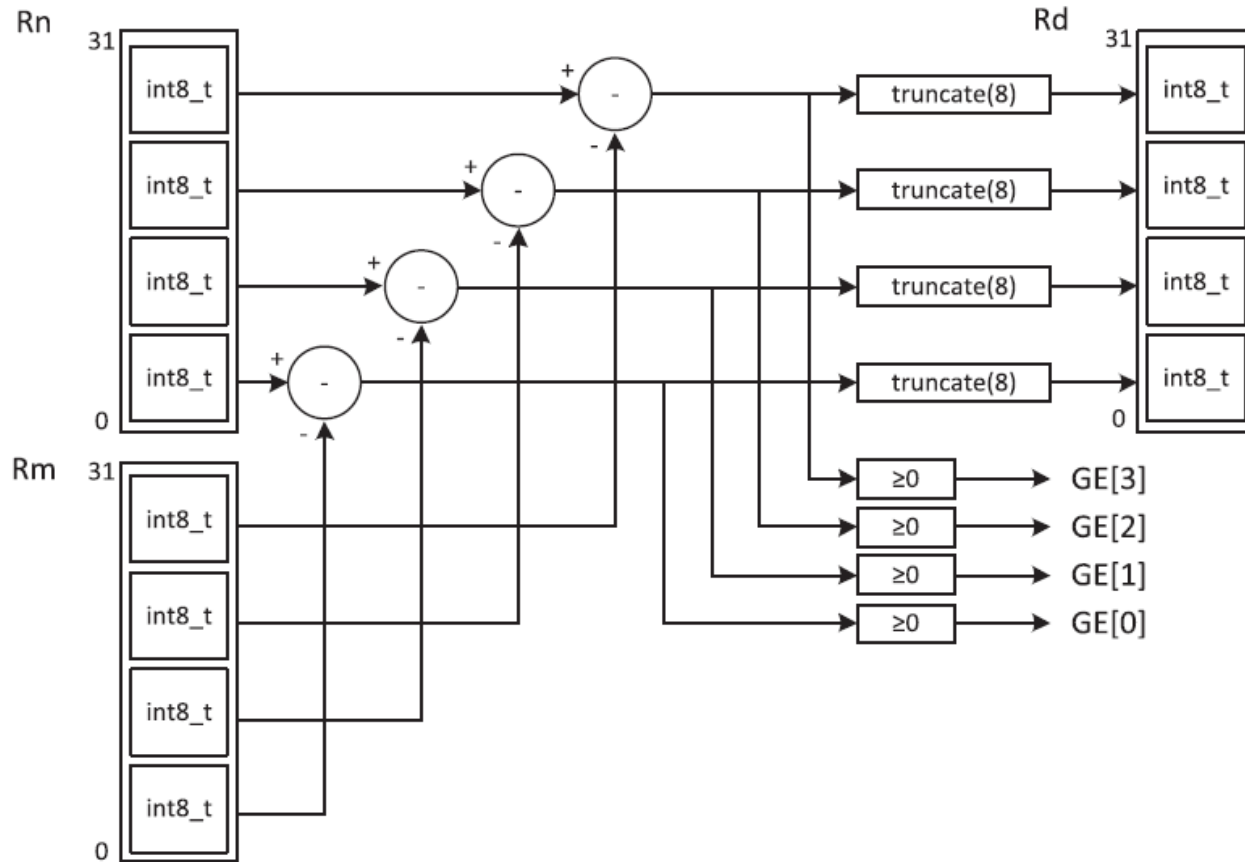 Rn
31
int8_t
int8_t
int8_t
int8_t
0
Rm
31
int8_t
int8_t
int8_t
int8_t
0
+
-
-
+
-
-
+
-
-
+
-
-
truncate(8)
truncate(8)
truncate(8)
truncate(8)
Rd
31
int8_t
int8_t
int8_t
int8_t
0
≥0 GE[3]
≥0 GE[2]
≥0 GE[1]
≥0 GE[0]